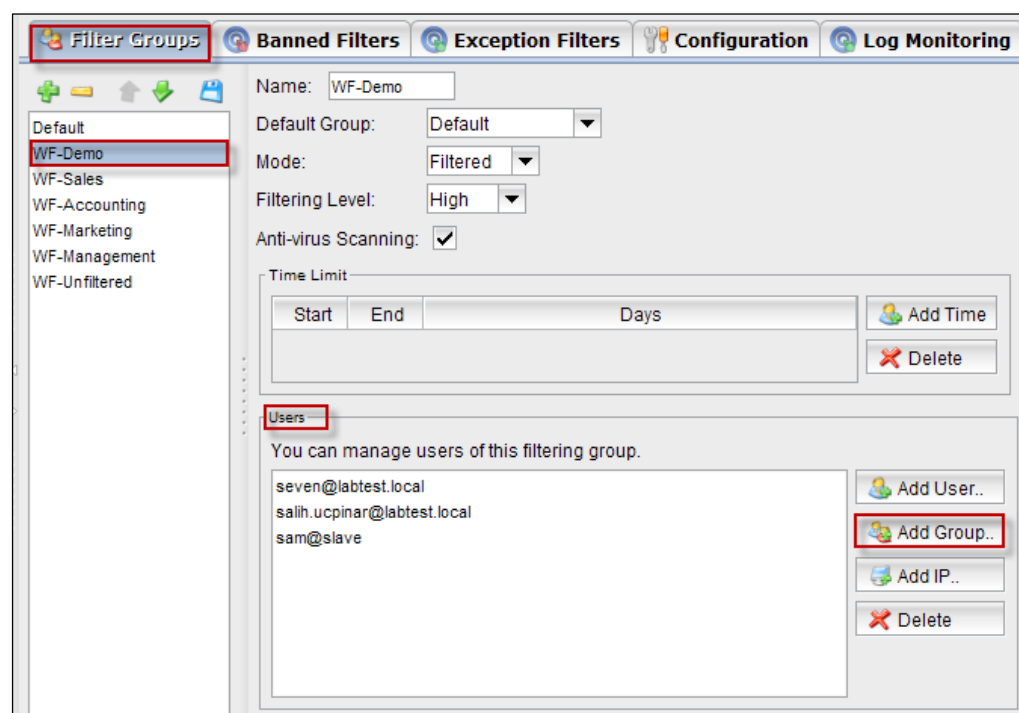 Filter Groups Banned Filters Exception Filters Configuration Log Monitoring
Default
WF-Demo
WF-Sales
WF-Accounting
WF-Marketing
WF-Management
WF-Unfiltered
Name: WF-Demo
Default Group: Default
Mode: Filtered
Filtering Level: High
Anti-virus Scanning:
Time Limit
Start End Days
Add Time
Delete
Users
You can manage users of this filtering group.
seven@labtest.local
salih.ucpinar@labtest.local
sam@slave
Add User..
Add Group..
Add IP..
Delete